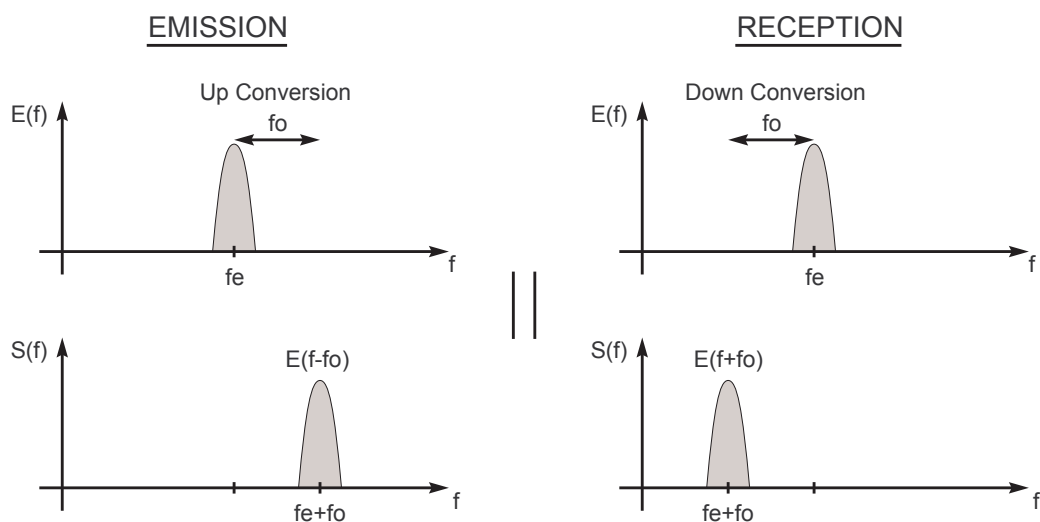 EMISSION
Up Conversion
fo
E(f)
f
fe
S(f)
E(f-fo)
f
fe+fo
RECEPTION
Down Conversion
fo
E(f)
f
fe
S(f)
E(f+fo)
f
fe+fo